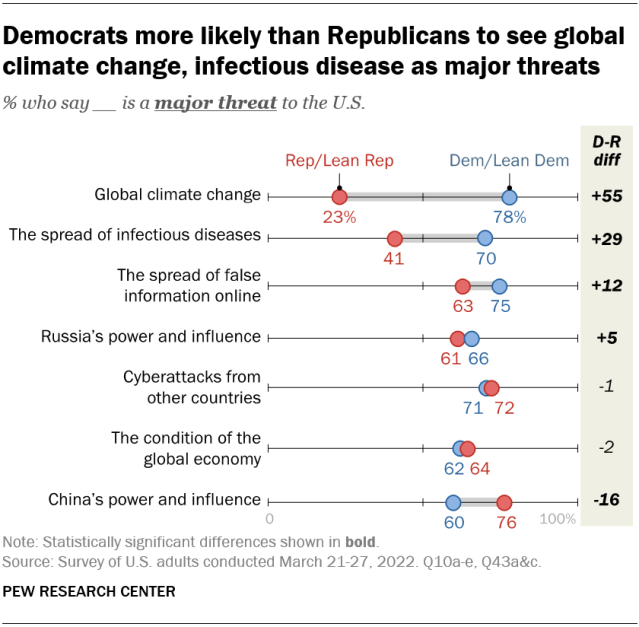 Democrats more likely than Republicans to see global
climate change, infectious disease as major threats
% who say __ is a major threat to the U.S.
D-R
diff
Rep/Lean Rep Dem/Lean Dem
Global climate change +55
23% 78%
The spread of infectious diseases +29
41 70
The spread of false
information online +12
63 75
Russia's power and influence +5
61 66
Cyberattacks from
other countries -1
71 72
The condition of the
global economy -2
62 64
China's power and influence -16
0 60 76 100%
Note: Statistically significant differences shown in bold.
Source: Survey of U.S. adults conducted March 21-27, 2022. Q10a-e, Q43a&c.
PEW RESEARCH CENTER